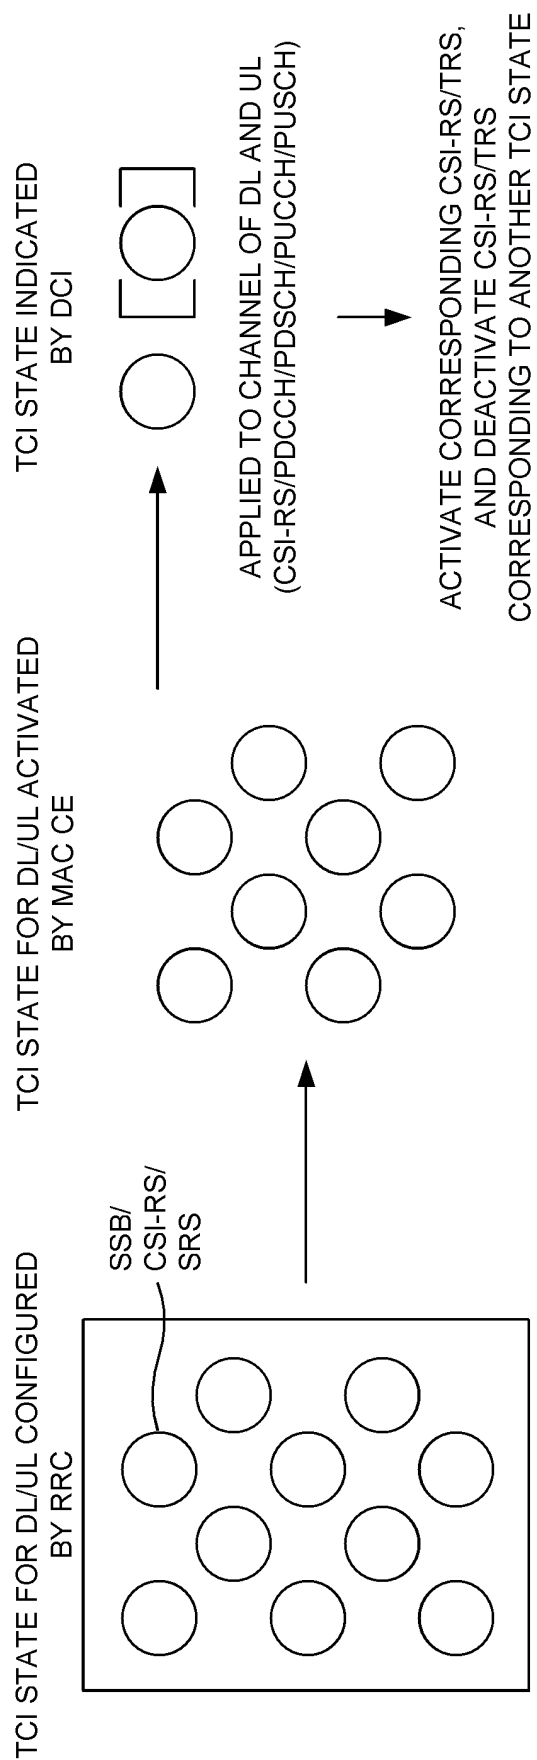 TCI STATE FOR DL/UL CONFIGURED
BY RRC
SSB/
CSI-RS/
SRS
TCI STATE FOR DL/UL ACTIVATED
BY MAC CE
TCI STATE INDICATED
BY DCI
APPLIED TO CHANNEL OF DL AND UL
(CSI-RS/PDCCH/PDSCH/PUCCH/PUSCH)
ACTIVATE CORRESPONDING CSI-RS/TRS,
AND DEACTIVATE CSI-RS/TRS
CORRESPONDING TO ANOTHER TCI STATE